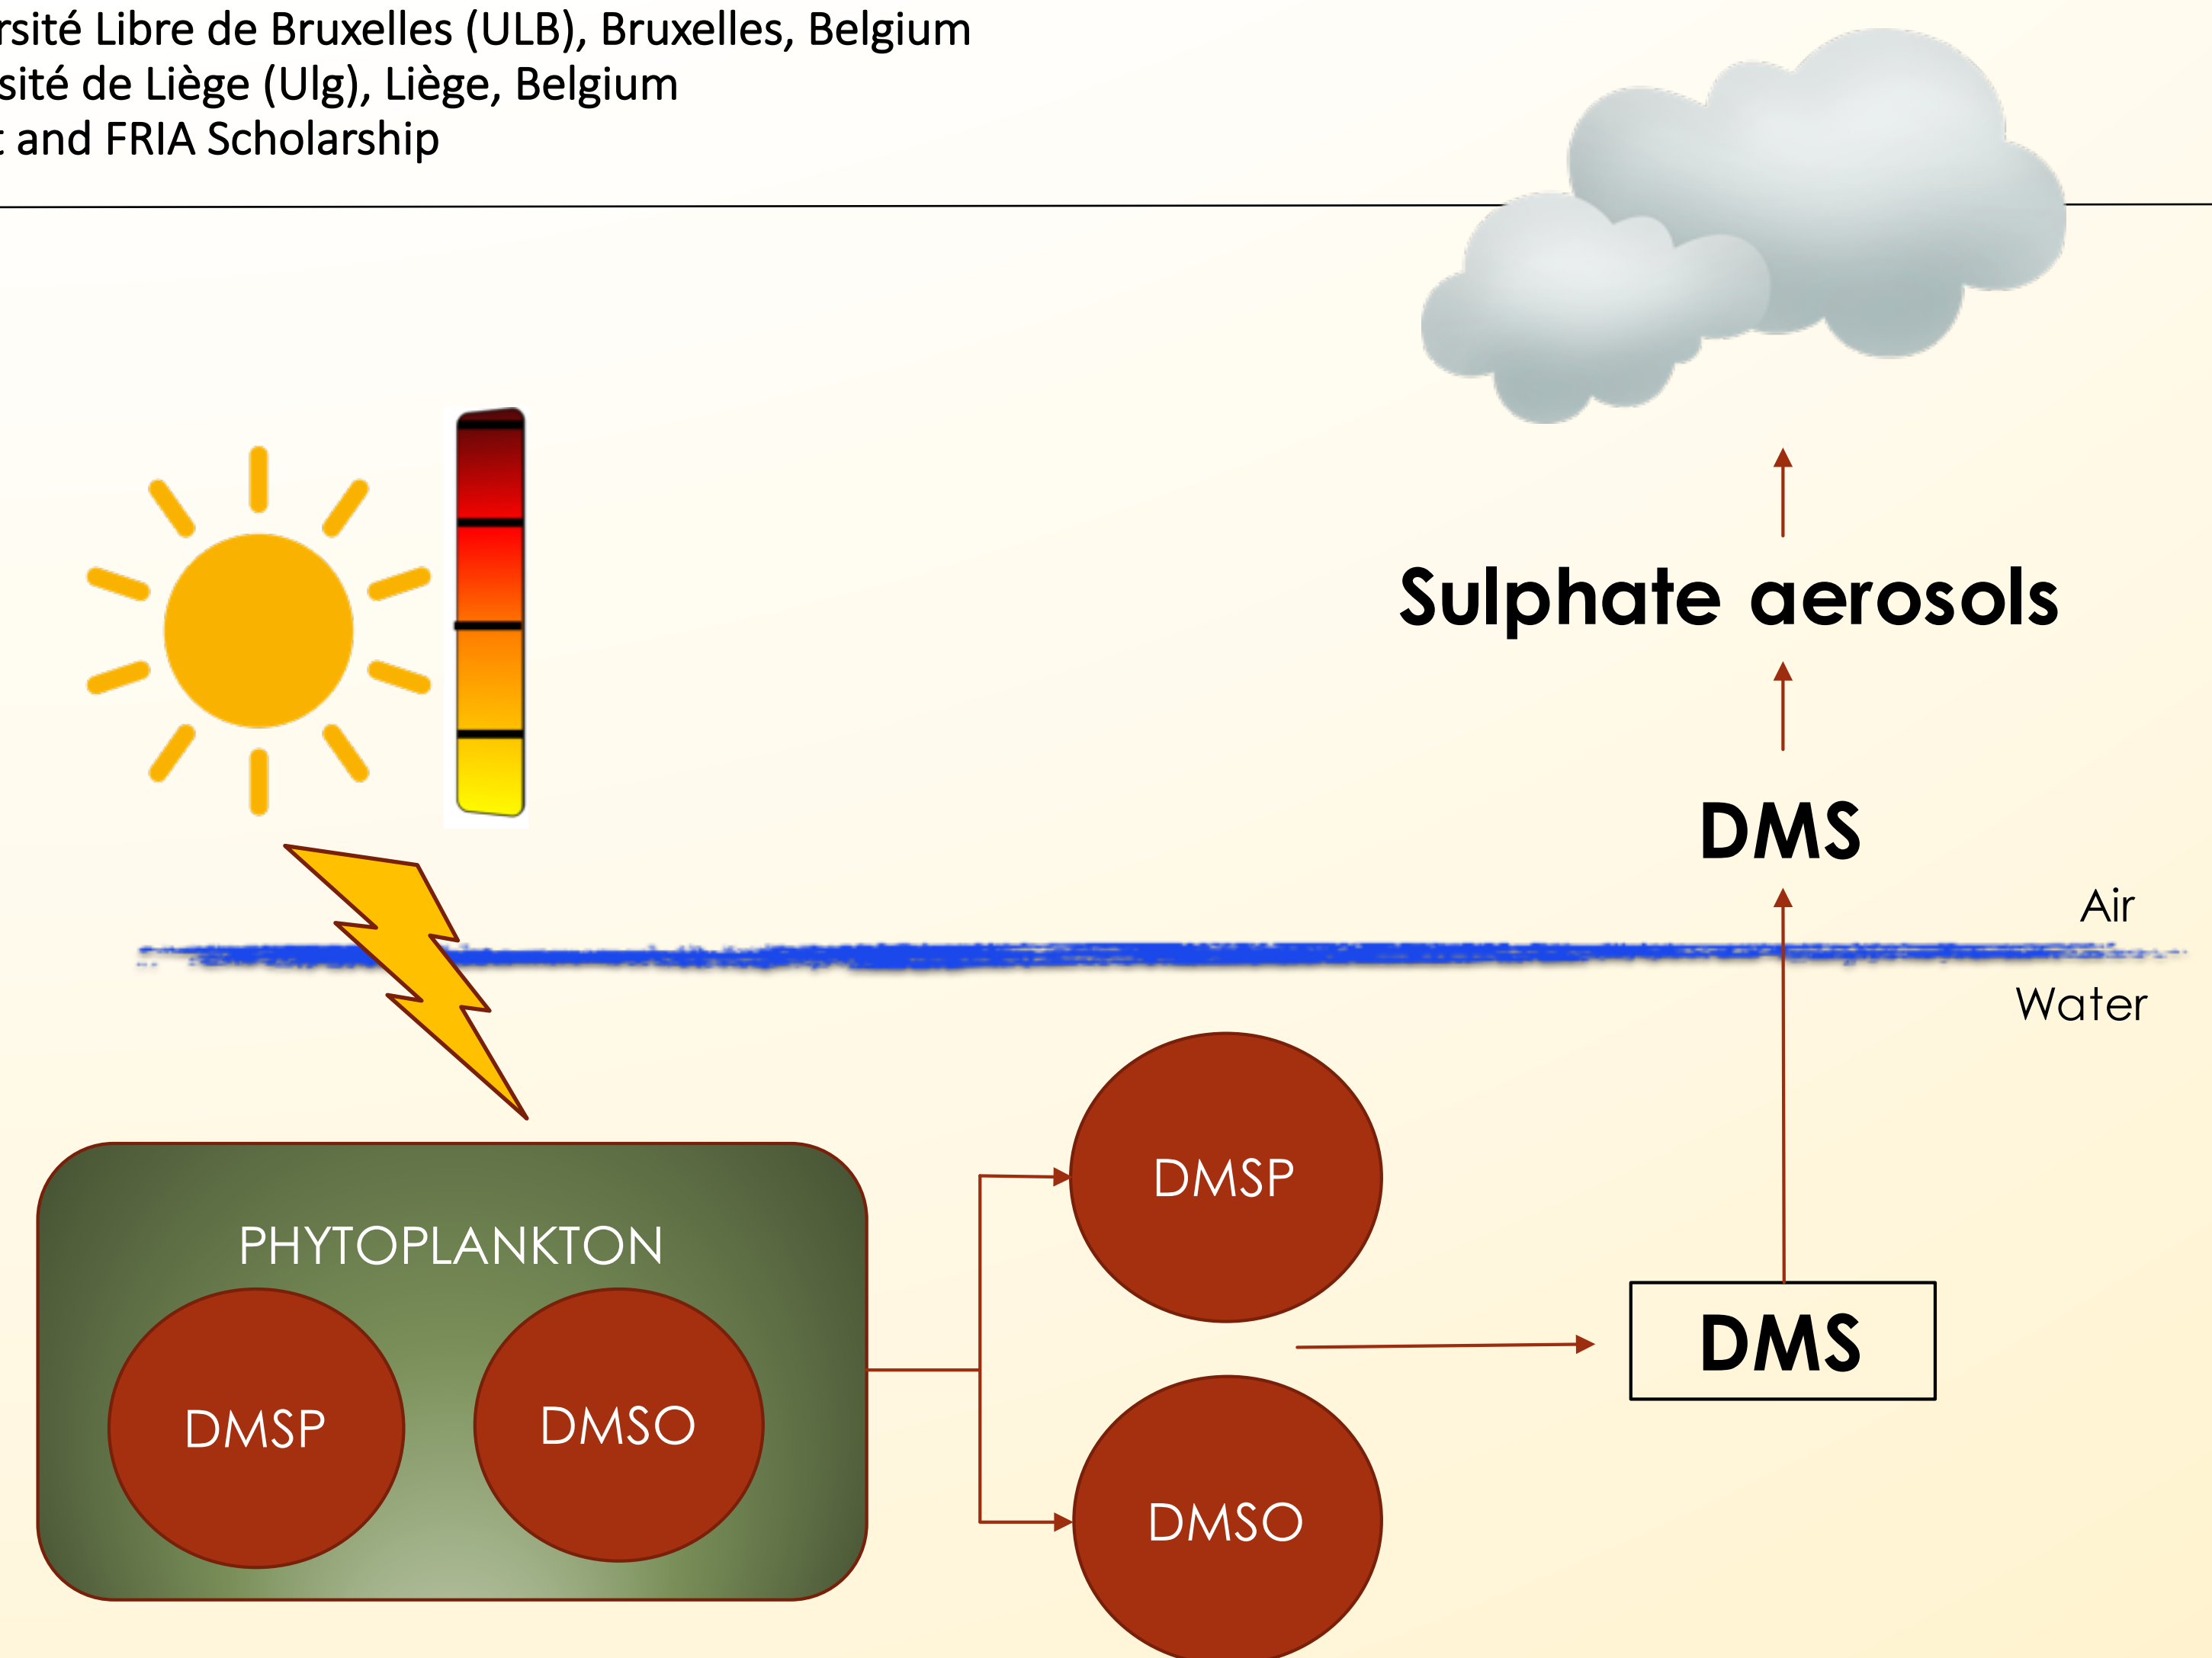 rsité Libre de Bruxelles (ULB), Bruxelles, Belgium
sité de Liège (Ulg), Liège, Belgium
t and FRIA Scholarship
Sulphate aerosols
DMS
Air
Water
DMSP
PHYTOPLANKTON
DMS
DMSP
DMSO
DMSO